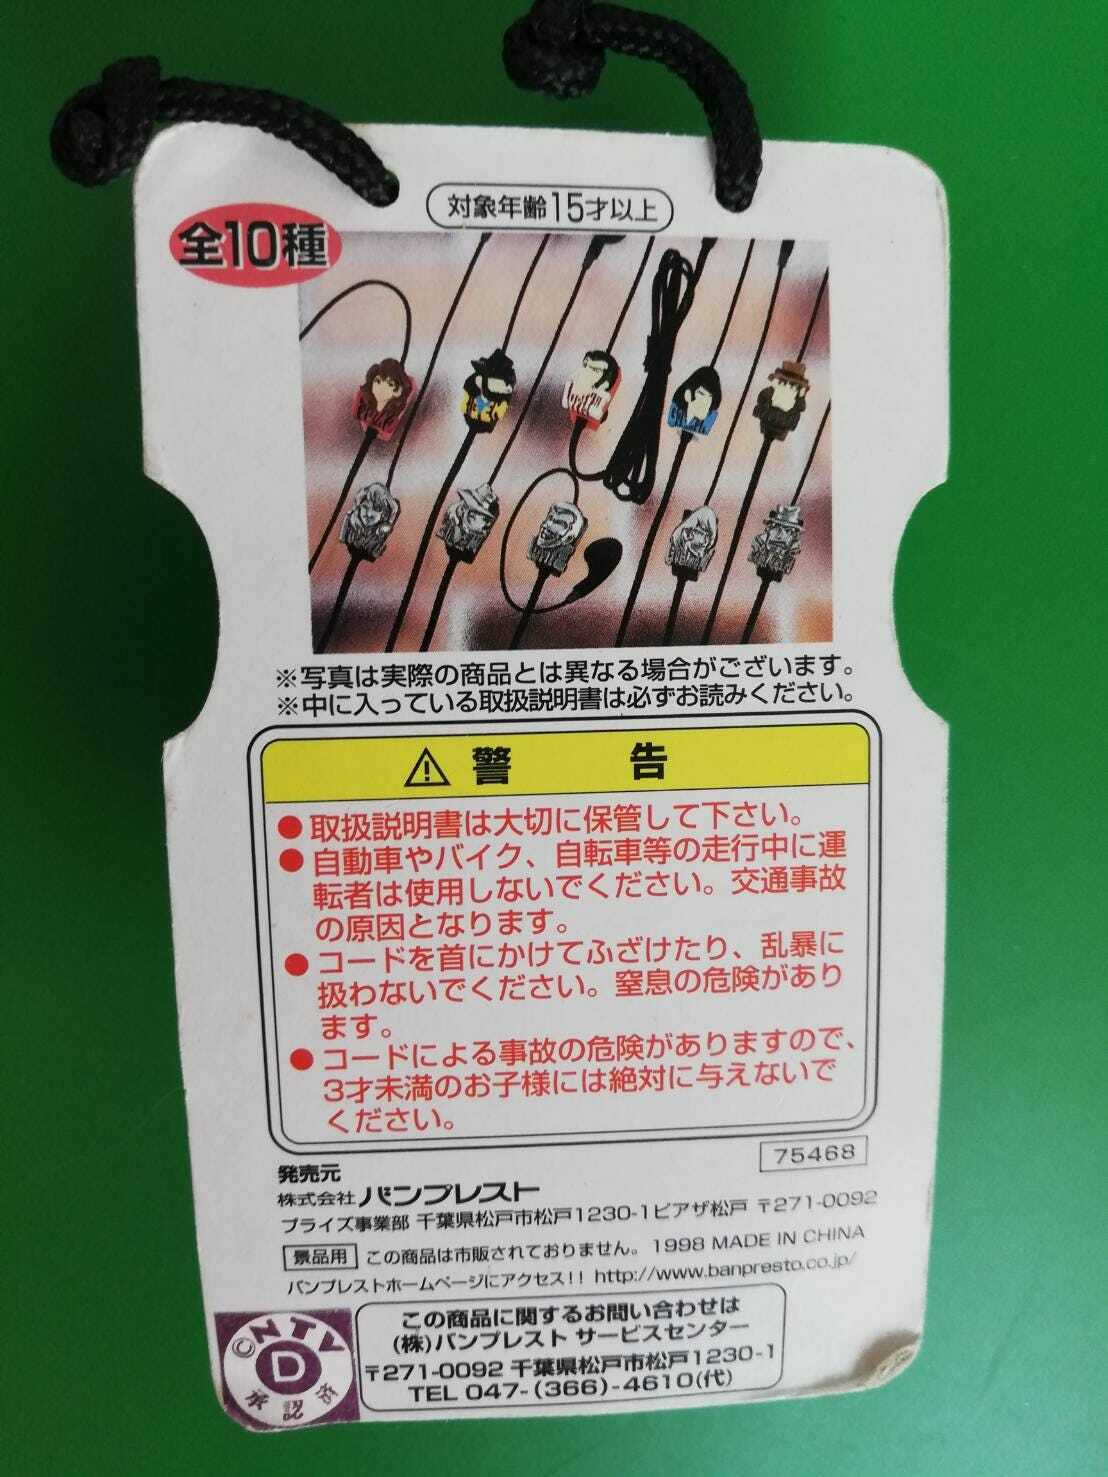 対象年齢15才以上
全10種
※写真は実際の商品とは異なる場合がございます。
※中に入っている取扱説明書は必ずお読みください。
警告
●取扱説明書は大切に保管して下さい。
●自動車やバイク、自転車等の走行中に運
転者は使用しないでください。交通事故
の原因となります。
●コードを首にかけてふざけたり、乱暴に
扱わないでください。窒息の危険があり
ます。
●コードによる事故の危険がありますので、
3才未満のお子様には絶対に与えないで
ください。
75468
発売元
株式会社 バンプレスト
プライズ事業部 千葉県松戸市松戸1230-1ピアザ松戸 〒271-0092
景品用 この商品は市販されておりません。1998 MADE IN CHINA
バンプレストホームページにアクセス!! http://www.banpresto.co.jp/
この商品に関するお問い合わせは
(株)バンプレスト サービスセンター
〒271-0092 千葉県松戸市松戸1230-1
TEL 047-(366)-4610(代)
©NTV
D
承認済